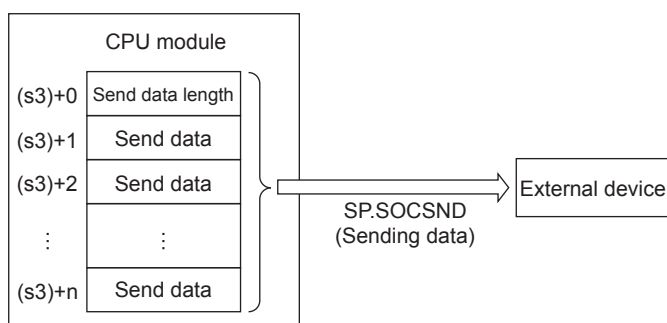 CPU module
(s3)+0 Send data length
(s3)+1 Send data
(s3)+2 Send data
⋮ ⋮
(s3)+n Send data
SP.SOCSND
(Sending data)
External device